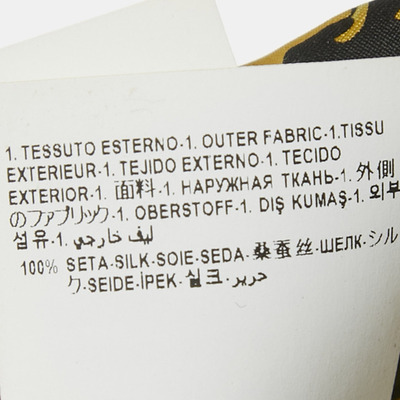 1. TESSUTO ESTERNO-1. OUTER FABRIC-1.TISSU
EXTERIEUR-1. TEJIDO EXTERNO-1. TECIDO
EXTERIOR-1. 面料-1. НАРУЖНАЯ ТКАНЬ-1. 外側
のファブリック-1. OBERSTOFF-1. DIŞ KUMAŞ-1. 외부
섬유-1. ليف خارجي
100% SETA-SILK-SOIE-SEDA-桑蚕丝-ШЕЛК-シル
ク-SEIDE-İPEK-실크-حرير